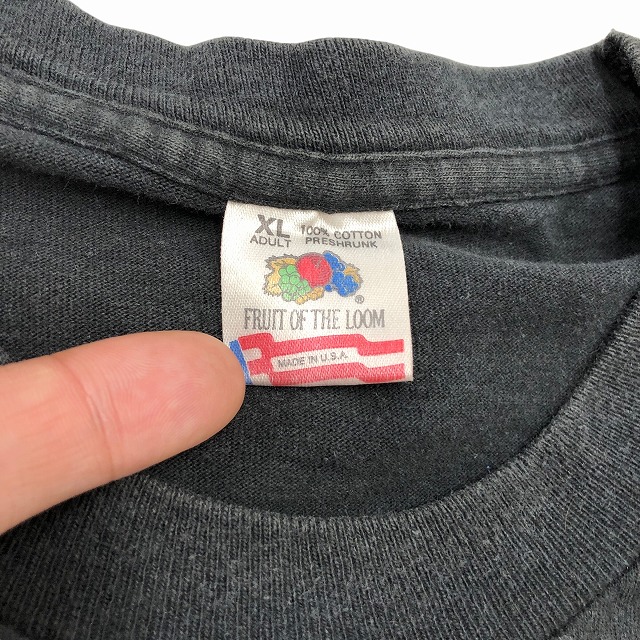 XL 100% COTTON
ADULT PRESHRUNK
®
FRUIT OF THE LOOM
MADE IN U.S.A.